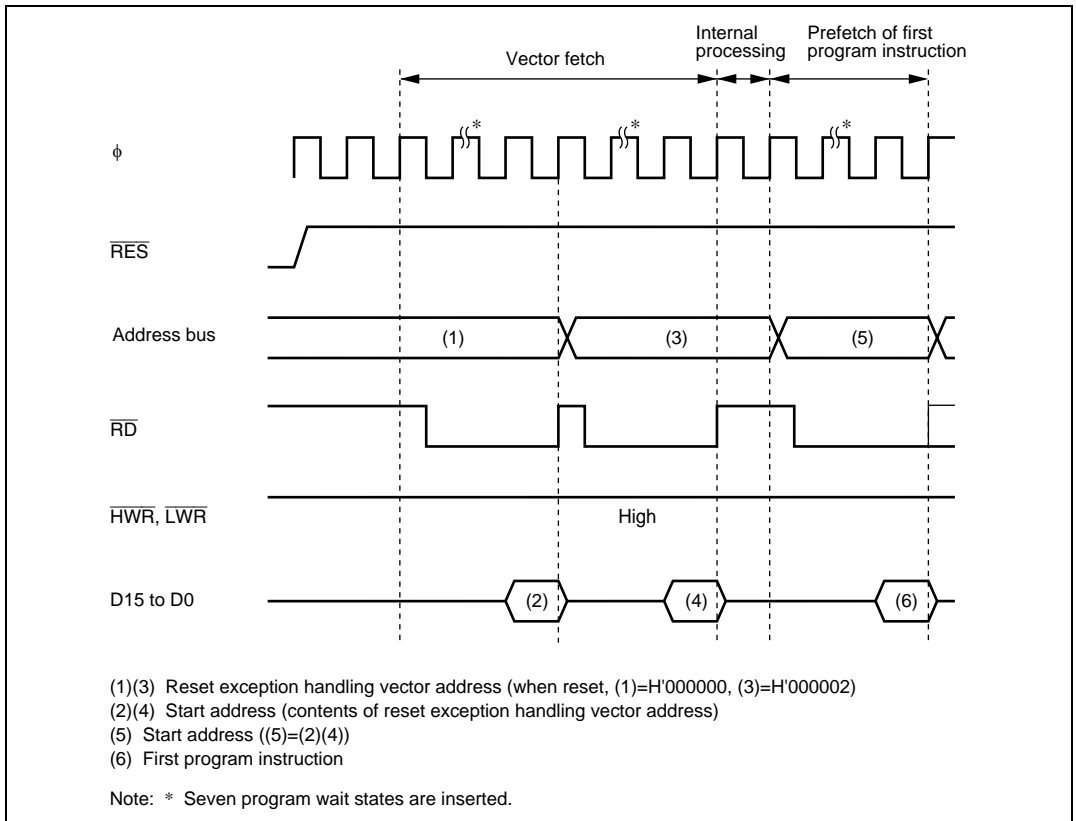 Vector fetch
Internal
processing
Prefetch of first
program instruction
ϕ
*
*
*
RES
Address bus
(1)
(3)
(5)
RD
HWR, LWR
High
D15 to D0
(2)
(4)
(6)
(1)(3) Reset exception handling vector address (when reset, (1)=H'000000, (3)=H'000002)
(2)(4) Start address (contents of reset exception handling vector address)
(5) Start address ((5)=(2)(4))
(6) First program instruction
Note: * Seven program wait states are inserted.